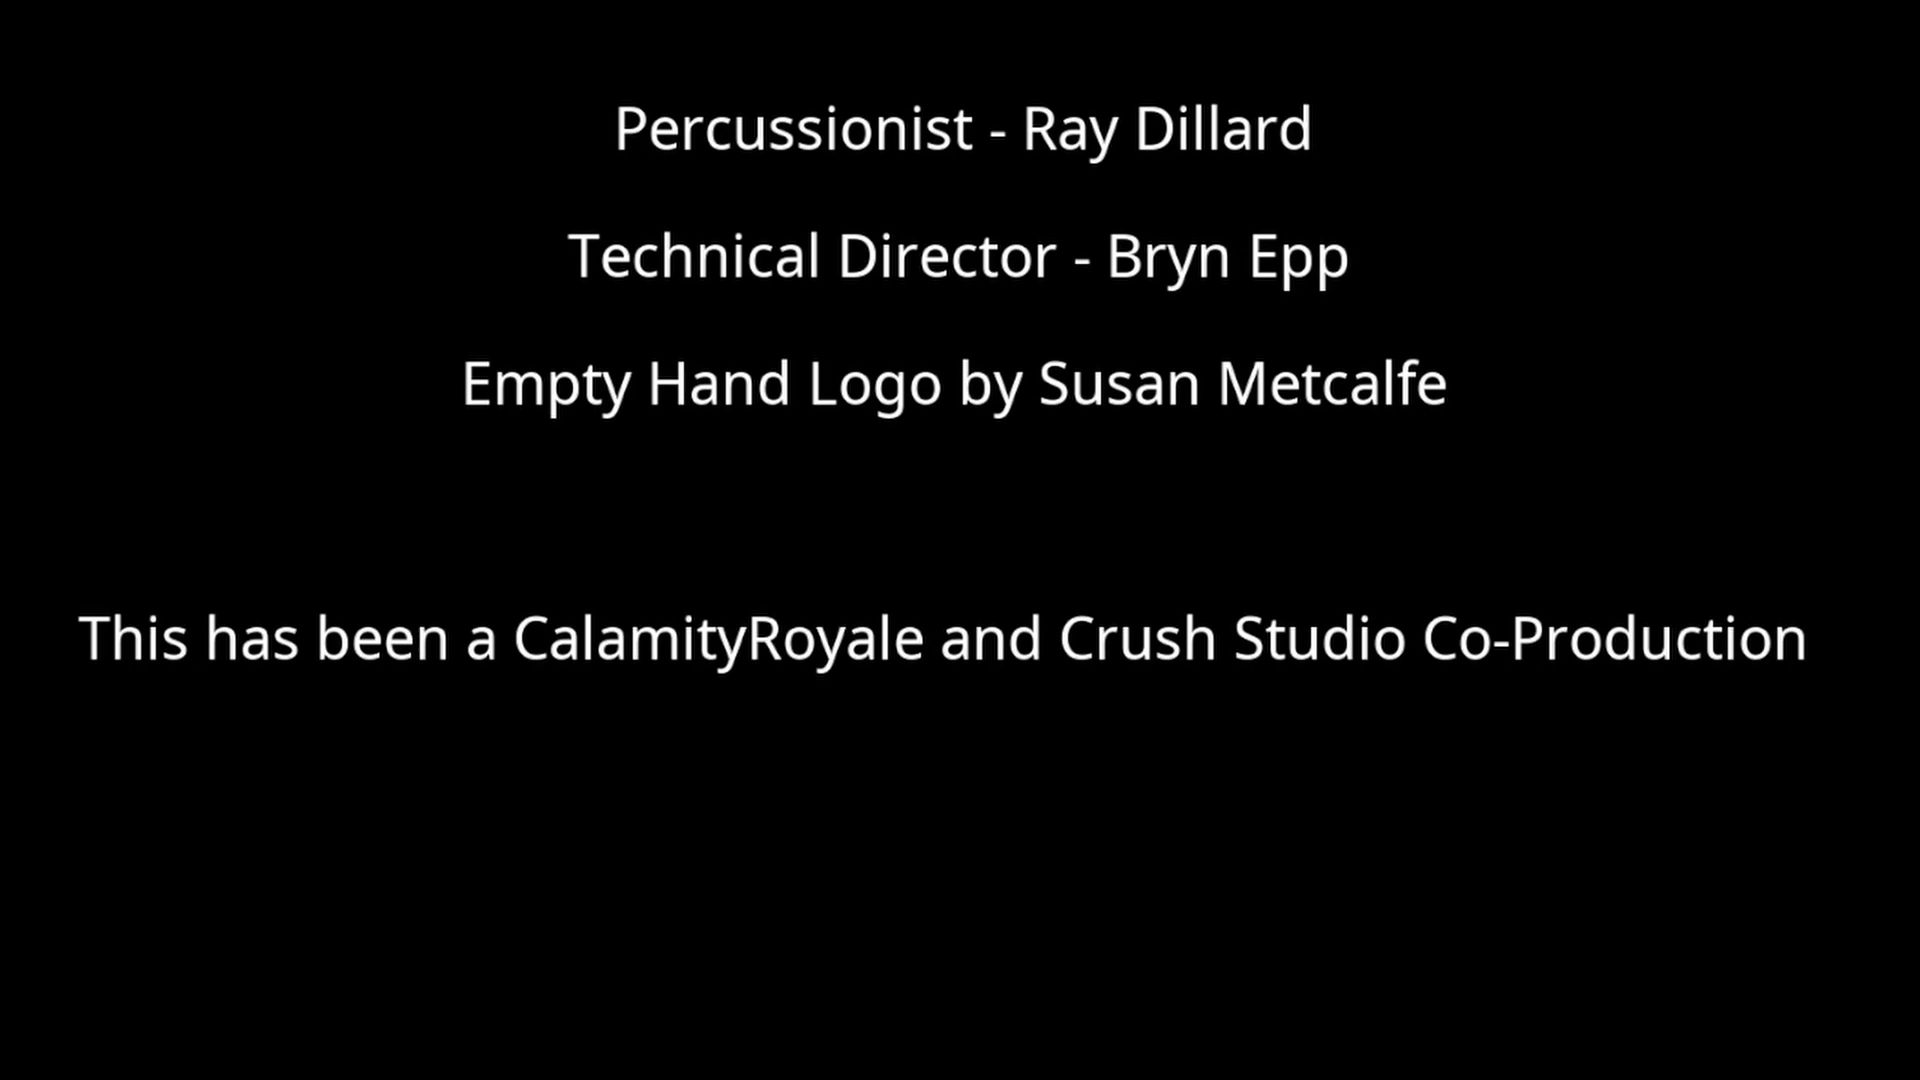 Percussionist - Ray Dillard
Technical Director - Bryn Epp
Empty Hand Logo by Susan Metcalfe
This has been a CalamityRoyale and Crush Studio Co-Production